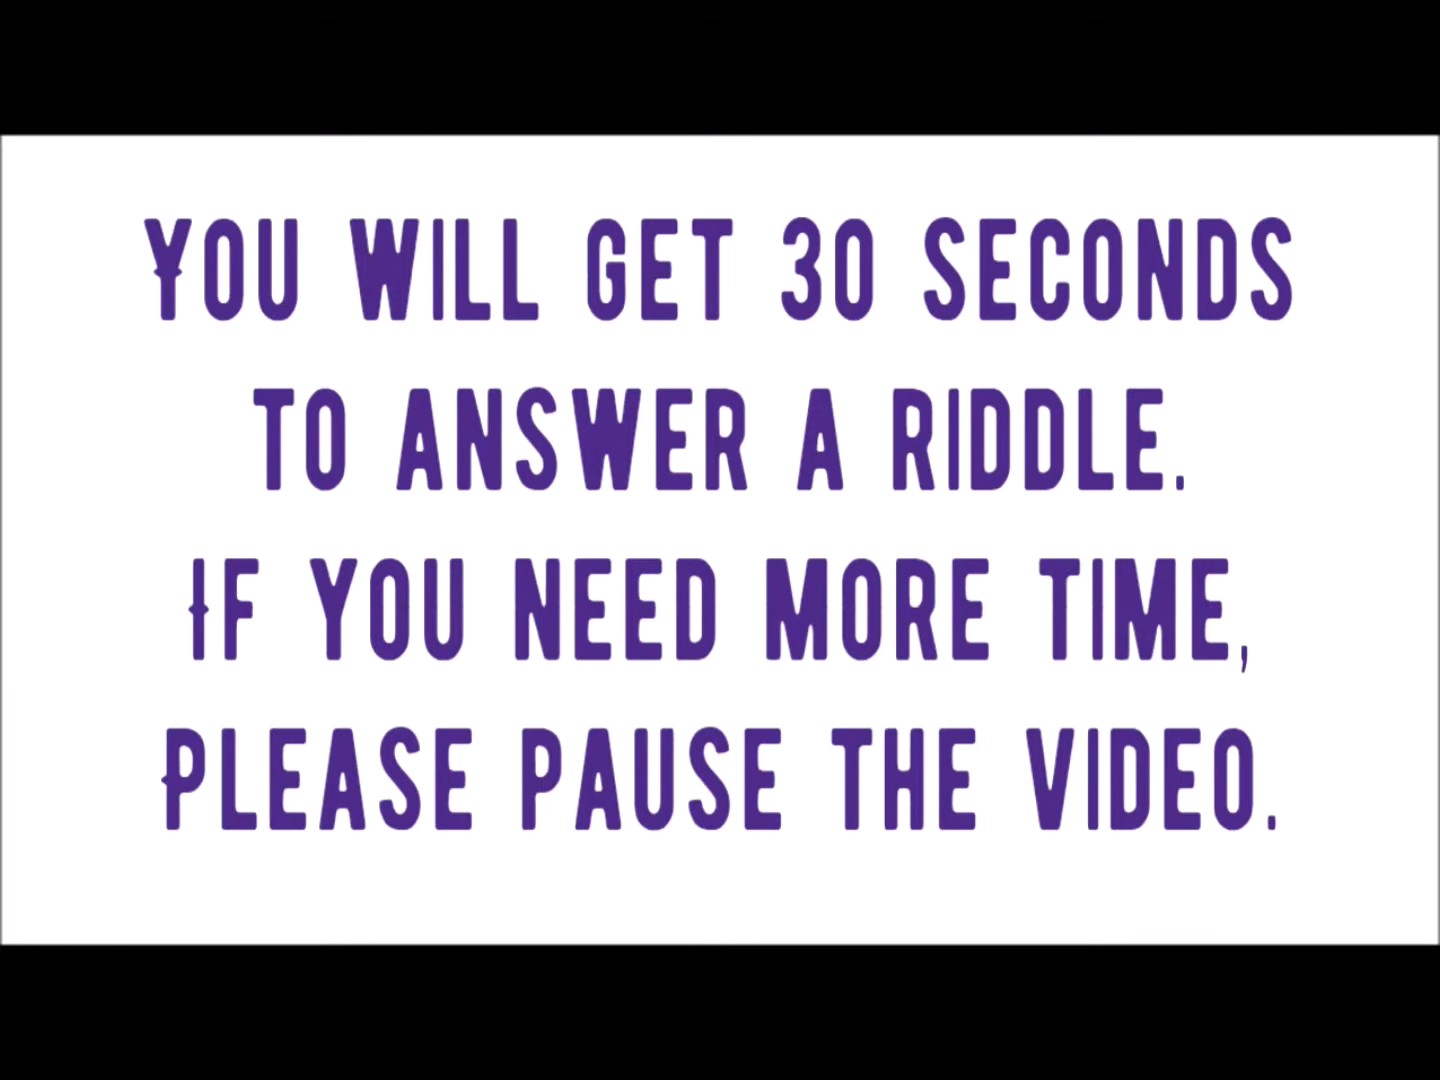 You will get 30 seconds
to answer a riddle.
If you need more time,
Please pause the video.